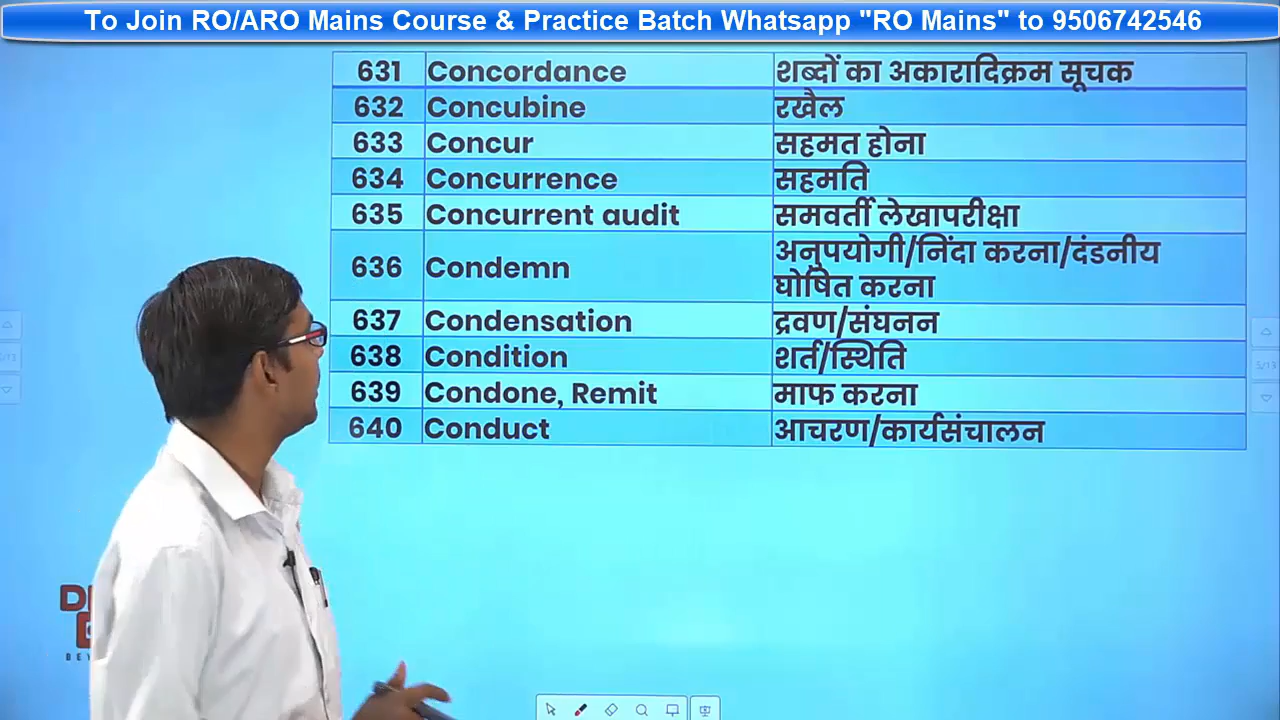 To Join RO/ARO Mains Course & Practice Batch Whatsapp "RO Mains" to 9506742546
631 Concordance शब्दों का अकारादिक्रम सूचक
632 Concubine रखैल
633 Concur सहमत होना
634 Concurrence सहमति
635 Concurrent audit समवर्ती लेखापरीक्षा
636 Condemn अनुपयोगी/निंदा करना/दंडनीय
घोषित करना
637 Condensation द्रवण/संघनन
638 Condition शर्त/स्थिति
639 Condone, Remit माफ करना
640 Conduct आचरण/कार्यसंचालन
5/13